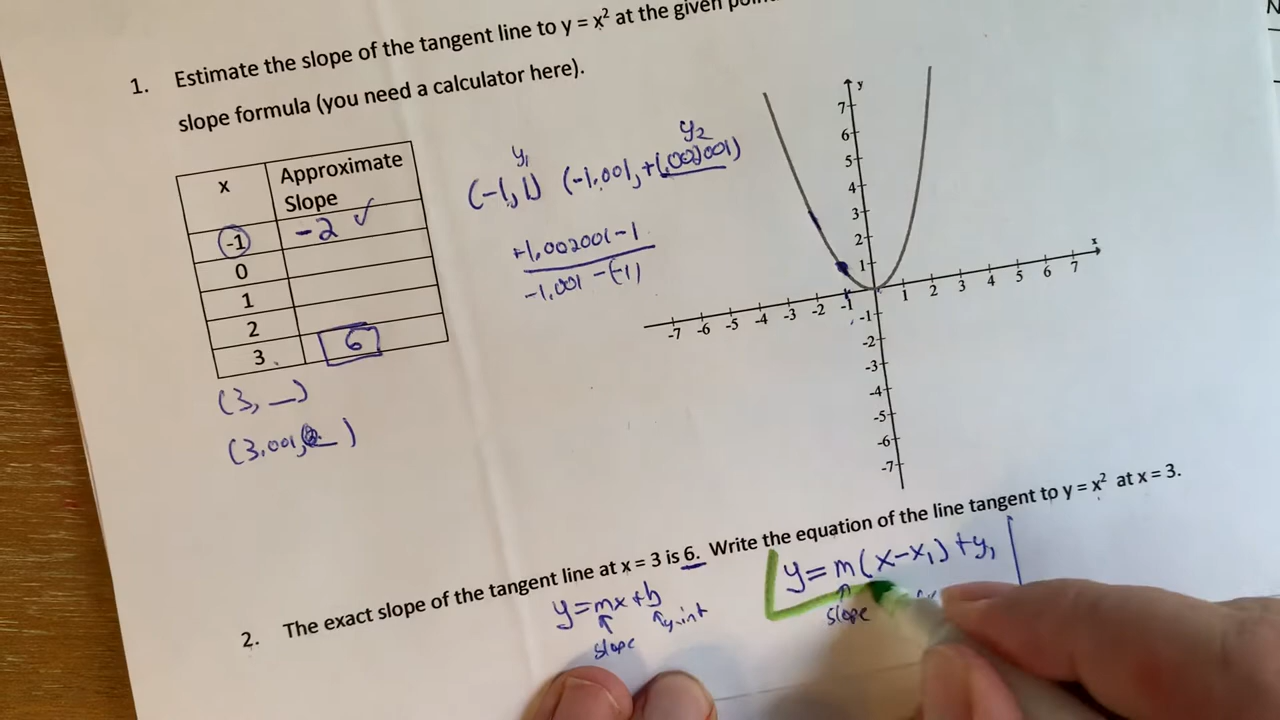 1. Estimate the slope of the tangent line to y = x² at the given
slope formula (you need a calculator here).
x Approximate Slope
-1 -2 ✓
0
1
2
3 6
(3, _)
(3.001, _)
y₁ y₂
(-1, 1) (-1.001, +1.002001)
+1.002001 - 1
-1.001 - (-1)
y
7
6
5
4
3
2
1
-7 -6 -5 -4 -3 -2 -1 1 2 3 4 5 6 7 x
-1
-2
-3
-4
-5
-6
-7
2. The exact slope of the tangent line at x = 3 is 6. Write the equation of the line tangent to y = x² at x = 3.
y = mx + b
slope y-int
y = m(x - x₁) + y₁
slope
N